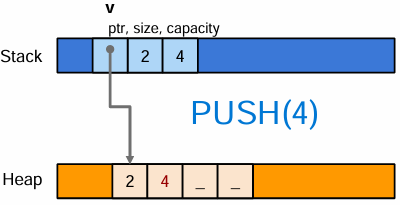 v
ptr, size, capacity
Stack 2 4
PUSH(4)
Heap 2 4 _ _